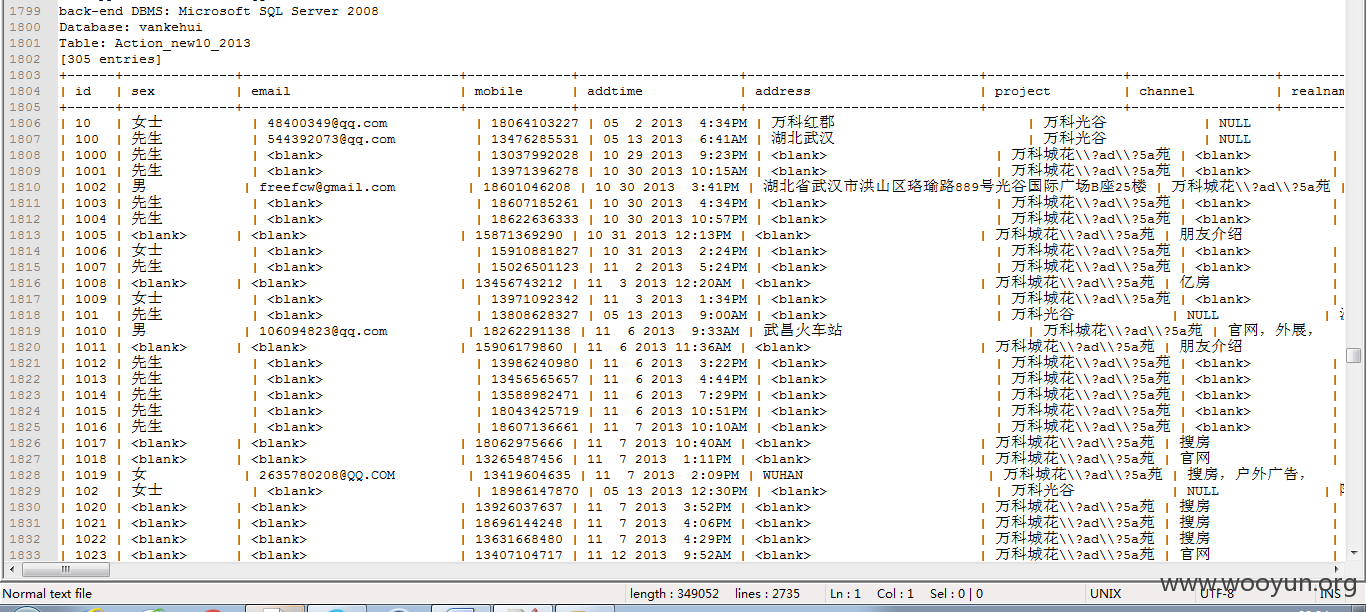 1799 back-end DBMS: Microsoft SQL Server 2008
1800 Database: vankehui
1801 Table: Action_new10_2013
1802 [305 entries]
1803
1804 | id | sex | email | mobile | addtime | address | project | channel | realnam
1805
1806 | 10 | 女士 | 48400349@qq.com | 18064103227 | 05 2 2013 4:34PM | 万科红郡 | 万科光谷 | NULL
1807 | 100 | 先生 | 544392073@qq.com | 13476285531 | 05 13 2013 6:41AM | 湖北武汉 | 万科光谷 | NULL
1808 | 1000 | 先生 | <blank> | 13037992028 | 10 29 2013 9:23PM | <blank> | 万科城花\\?ad\\?5a苑 | <blank> |
1809 | 1001 | 先生 | <blank> | 13971396278 | 10 30 2013 10:15AM | <blank> | 万科城花\\?ad\\?5a苑 | <blank> |
1810 | 1002 | 男 | freefcw@gmail.com | 18601046208 | 10 30 2013 3:41PM | 湖北省武汉市洪山区珞瑜路889号光谷国际广场B座25楼 | 万科城花\\?ad\\?5a苑 |
1811 | 1003 | 先生 | <blank> | 18607185261 | 10 30 2013 4:34PM | <blank> | 万科城花\\?ad\\?5a苑 | <blank> |
1812 | 1004 | 先生 | <blank> | 18622636333 | 10 30 2013 10:57PM | <blank> | 万科城花\\?ad\\?5a苑 | <blank> |
1813 | 1005 | <blank> | <blank> | 15871369290 | 10 31 2013 12:13PM | <blank> | 万科城花\\?ad\\?5a苑 | 朋友介绍
1814 | 1006 | 女士 | <blank> | 15910881827 | 10 31 2013 2:24PM | <blank> | 万科城花\\?ad\\?5a苑 | <blank> |
1815 | 1007 | 先生 | <blank> | 15026501123 | 11 2 2013 5:24PM | <blank> | 万科城花\\?ad\\?5a苑 | <blank> |
1816 | 1008 | <blank> | <blank> | 13456743212 | 11 3 2013 12:20AM | <blank> | 万科城花\\?ad\\?5a苑 | 亿房
1817 | 1009 | 女士 | <blank> | 13971092342 | 11 3 2013 1:34PM | <blank> | 万科城花\\?ad\\?5a苑 | <blank> |
1818 | 101 | 先生 | <blank> | 13808628327 | 05 13 2013 9:00AM | <blank> | 万科光谷 | NULL |
1819 | 1010 | 男 | 106094823@qq.com | 18262291138 | 11 6 2013 9:33AM | 武昌火车站 | 万科城花\\?ad\\?5a苑 | 官网，外展，
1820 | 1011 | <blank> | <blank> | 15906179860 | 11 6 2013 11:36AM | <blank> | 万科城花\\?ad\\?5a苑 | 朋友介绍
1821 | 1012 | 先生 | <blank> | 13986240980 | 11 6 2013 3:22PM | <blank> | 万科城花\\?ad\\?5a苑 | <blank> |
1822 | 1013 | 先生 | <blank> | 13456565657 | 11 6 2013 4:44PM | <blank> | 万科城花\\?ad\\?5a苑 | <blank> |
1823 | 1014 | 先生 | <blank> | 13588982471 | 11 6 2013 7:29PM | <blank> | 万科城花\\?ad\\?5a苑 | <blank> |
1824 | 1015 | 先生 | <blank> | 18043425719 | 11 6 2013 10:51PM | <blank> | 万科城花\\?ad\\?5a苑 | <blank> |
1825 | 1016 | 先生 | <blank> | 18607136661 | 11 7 2013 10:10AM | <blank> | 万科城花\\?ad\\?5a苑 | <blank> |
1826 | 1017 | <blank> | <blank> | 18062975666 | 11 7 2013 10:40AM | <blank> | 万科城花\\?ad\\?5a苑 | 搜房
1827 | 1018 | <blank> | <blank> | 13265487456 | 11 7 2013 1:11PM | <blank> | 万科城花\\?ad\\?5a苑 | 官网
1828 | 1019 | 女 | 2635780208@QQ.COM | 13419604635 | 11 7 2013 2:09PM | WUHAN | 万科城花\\?ad\\?5a苑 | 搜房，户外广告，
1829 | 102 | 女士 | <blank> | 18986147870 | 05 13 2013 12:30PM | <blank> | 万科光谷 | NULL |
1830 | 1020 | <blank> | <blank> | 13926037637 | 11 7 2013 3:52PM | <blank> | 万科城花\\?ad\\?5a苑 | 搜房
1831 | 1021 | <blank> | <blank> | 18696144248 | 11 7 2013 4:06PM | <blank> | 万科城花\\?ad\\?5a苑 | 搜房
1832 | 1022 | <blank> | <blank> | 13631668480 | 11 7 2013 4:29PM | <blank> | 万科城花\\?ad\\?5a苑 | 搜房
1833 | 1023 | <blank> | <blank> | 13407104717 | 11 12 2013 9:52AM | <blank> | 万科城花\\?ad\\?5a苑 | 官网
www.wooyun.org
Normal text file length : 349052 lines : 2735 Ln : 1 Col : 1 Sel : 0 | 0 UNIX UTF-8 INS